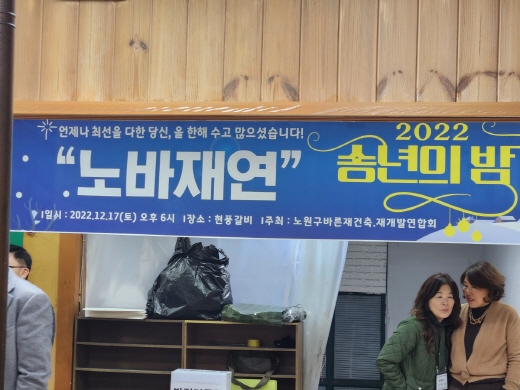 언제나 최선을 다한 당신, 올 한해 수고 많으셨습니다!
"노바재연"
2022
송년의 밤
일시 : 2022.12.17(토) 오후 6시 I장소 : 현풍갈비 I주최 : 노원구바른재건축.재개발연합회